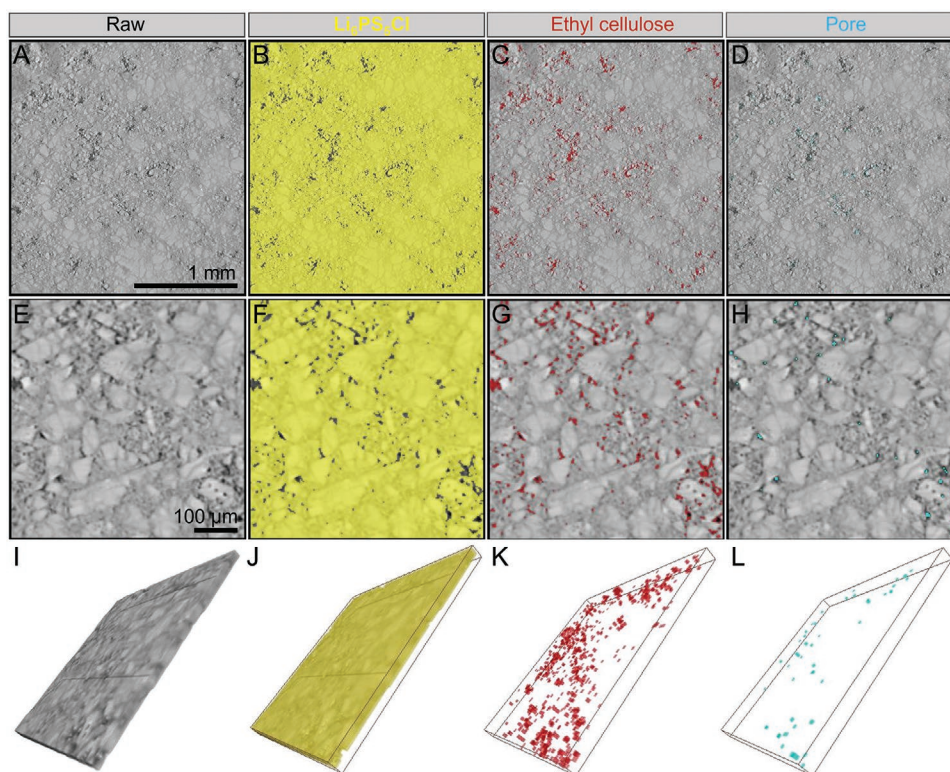 Raw
Li₆PS₅Cl
Ethyl cellulose
Pore
A
B
C
D
1 mm
E
F
G
H
100 µm
I
J
K
L